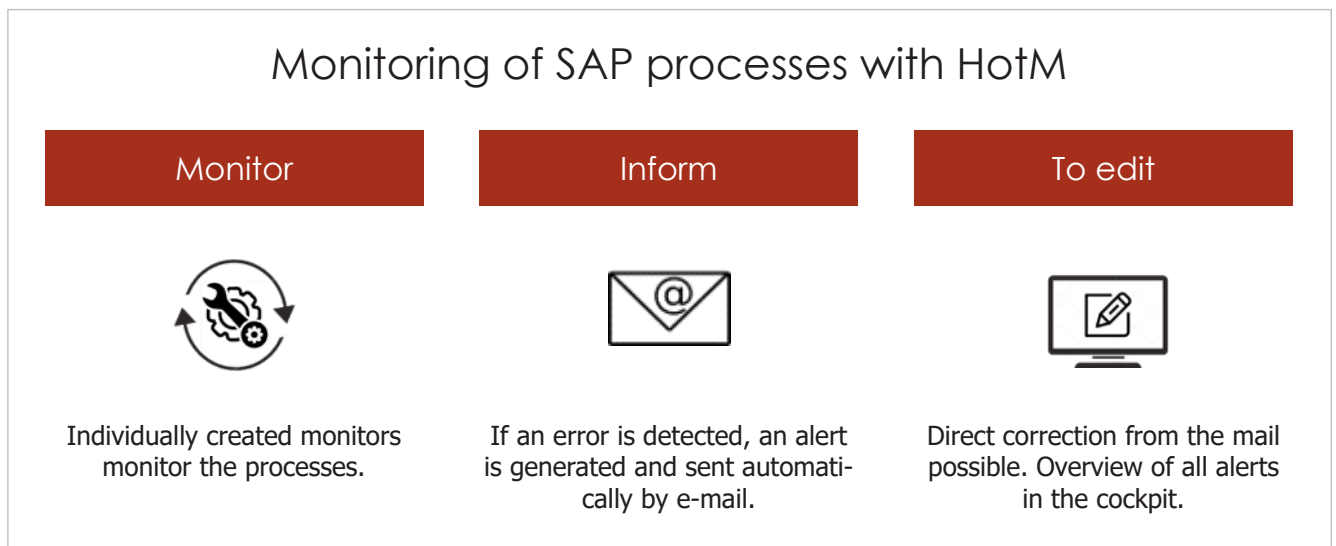 Monitoring of SAP processes with HotM
Monitor
Inform
To edit
@
Individually created monitors
monitor the processes.
If an error is detected, an alert
is generated and sent automati-
cally by e-mail.
Direct correction from the mail
possible. Overview of all alerts
in the cockpit.